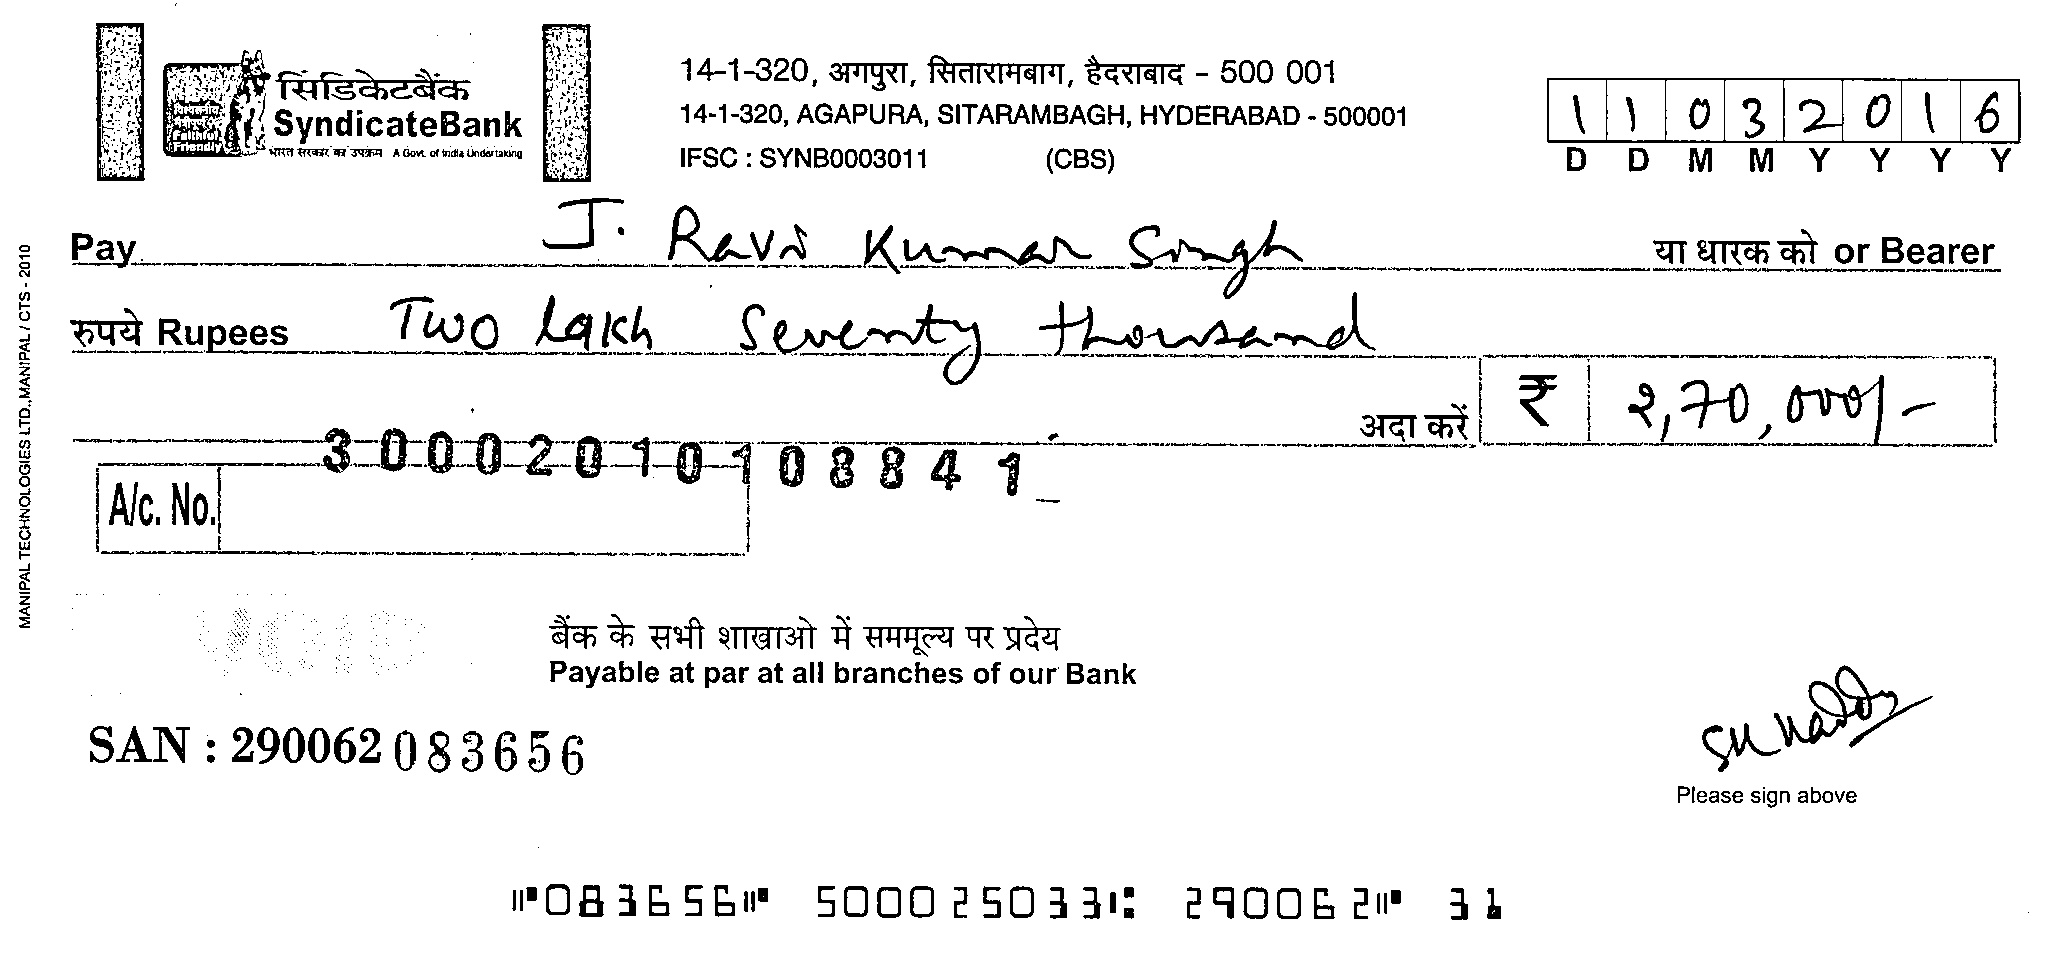 सिंडिकेटबैंक
SyndicateBank
भारत सरकार का उपक्रम A Govt. of India Undertaking
Faithful
Friendly
14-1-320, अगपुरा, सितारामबाग, हैदराबाद - 500 001
14-1-320, AGAPURA, SITARAMBAGH, HYDERABAD - 500001
IFSC : SYNB0003011 (CBS)
1 1 0 3 2 0 1 6
D D M M Y Y Y Y
Pay J. Ravi Kumar Singh या धारक को or Bearer
रुपये Rupees Two lakh Seventy thousand
अदा करें ₹ 2,70,000/-
30002010108841
A/c. No.
MANIPAL TECHNOLOGIES LTD.,MANIPAL / CTS - 2010
VOID
बैंक के सभी शाखाओ में सममूल्य पर प्रदेय
Payable at par at all branches of our Bank
SAN : 290062 083656
Please sign above
⑈083656⑈ 500025033⑆ 290062⑈ 31